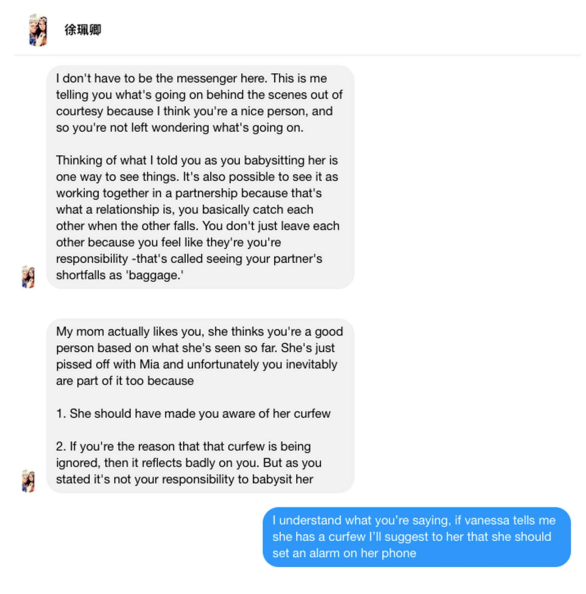 徐珮卿
I don't have to be the messenger here. This is me
telling you what's going on behind the scenes out of
courtesy because I think you're a nice person, and
so you're not left wondering what's going on.
Thinking of what I told you as you babysitting her is
one way to see things. It's also possible to see it as
working together in a partnership because that's
what a relationship is, you basically catch each
other when the other falls. You don't just leave each
other because you feel like they're you're
responsibility -that's called seeing your partner's
shortfalls as 'baggage.'
My mom actually likes you, she thinks you're a good
person based on what she's seen so far. She's just
pissed off with Mia and unfortunately you inevitably
are part of it too because
1. She should have made you aware of her curfew
2. If you're the reason that that curfew is being
ignored, then it reflects badly on you. But as you
stated it's not your responsibility to babysit her
I understand what you're saying, if vanessa tells me
she has a curfew I'll suggest to her that she should
set an alarm on her phone